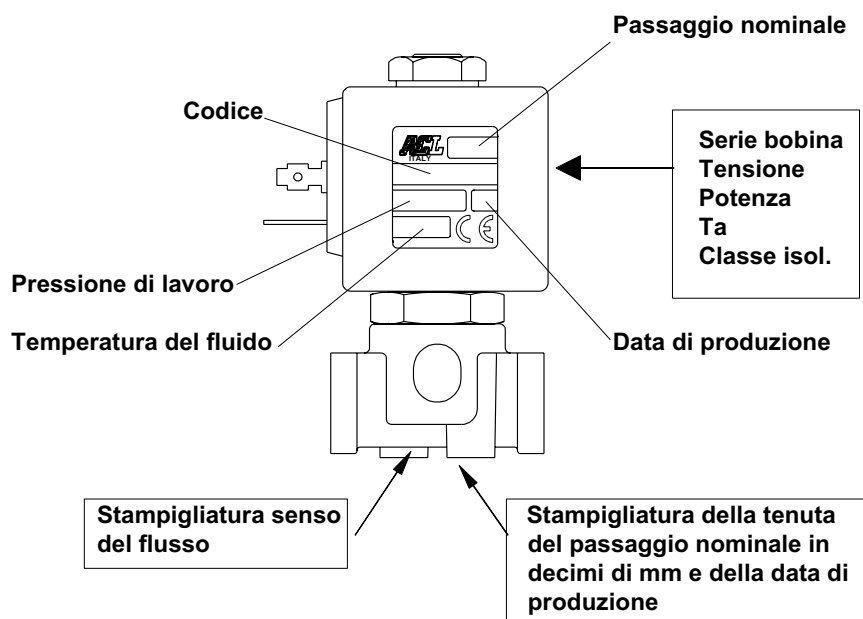 Passaggio nominale
Codice
ACL
ITALY
CE
Serie bobina
Tensione
Potenza
Ta
Classe isol.
Pressione di lavoro
Temperatura del fluido
Data di produzione
Stampigliatura senso
del flusso
Stampigliatura della tenuta
del passaggio nominale in
decimi di mm e della data di
produzione